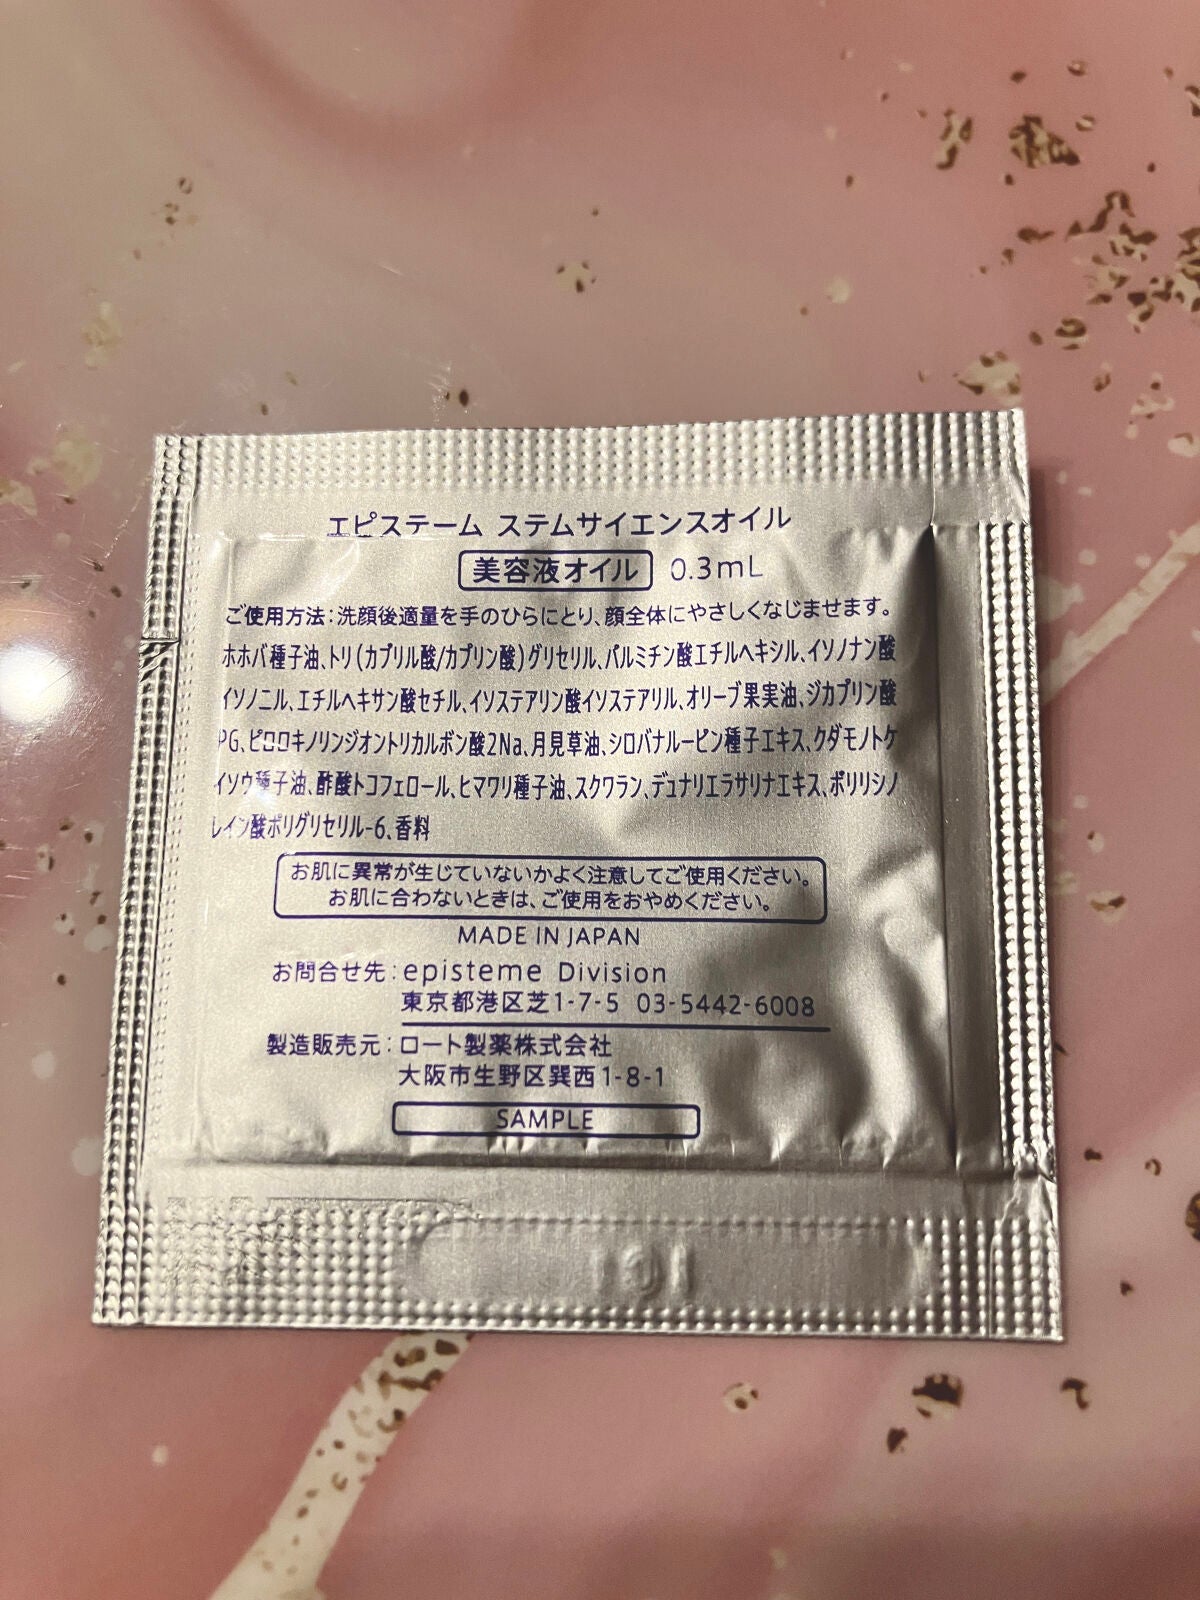 エピステーム ステムサイエンスオイル
美容液オイル 0.3mL
ご使用方法:洗顔後適量を手のひらにとり、顔全体にやさしくなじませます。
ホホバ種子油、トリ(カプリル酸/カプリン酸)グリセリル、パルミチン酸エチルヘキシル、イソノナン酸
イソノニル、エチルヘキサン酸セチル、イソステアリン酸イソステアリル、オリーブ果実油、ジカプリン酸
PG、ピロロキノリンジオントリカルボン酸2Na、月見草油、シロバナルーピン種子エキス、クダモノトケ
イソウ種子油、酢酸トコフェロール、ヒマワリ種子油、スクワラン、デュナリエラサリナエキス、ポリリシノ
レイン酸ポリグリセリル-6、香料
お肌に異常が生じていないかよく注意してご使用ください。
お肌に合わないときは、ご使用をおやめください。
MADE IN JAPAN
お問合せ先:episteme Division
東京都港区芝1-7-5 03-5442-6008
製造販売元:ロート製薬株式会社
大阪市生野区巽西1-8-1
SAMPLE